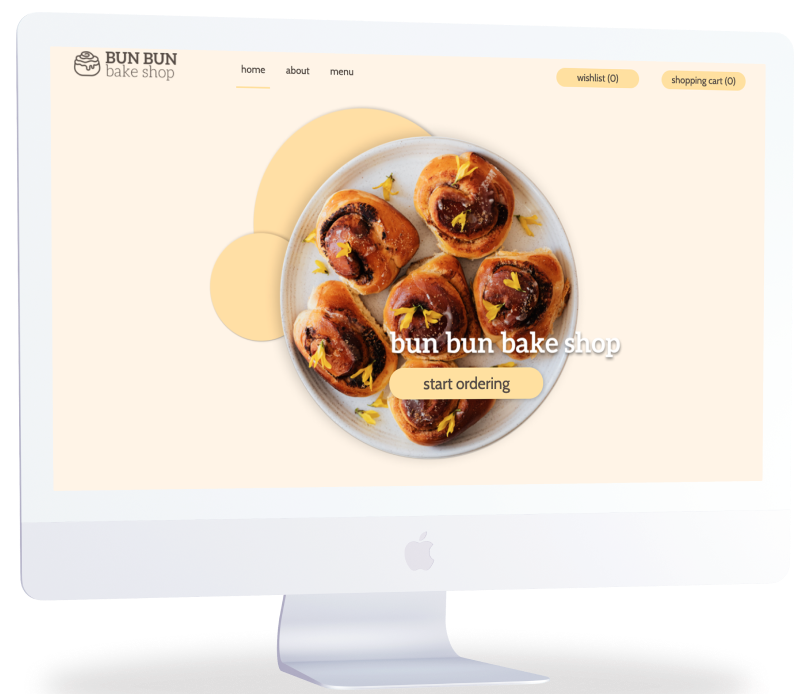 BUN BUN
bake shop
home about menu wishlist (0) shopping cart (0)
bun bun bake shop
start ordering